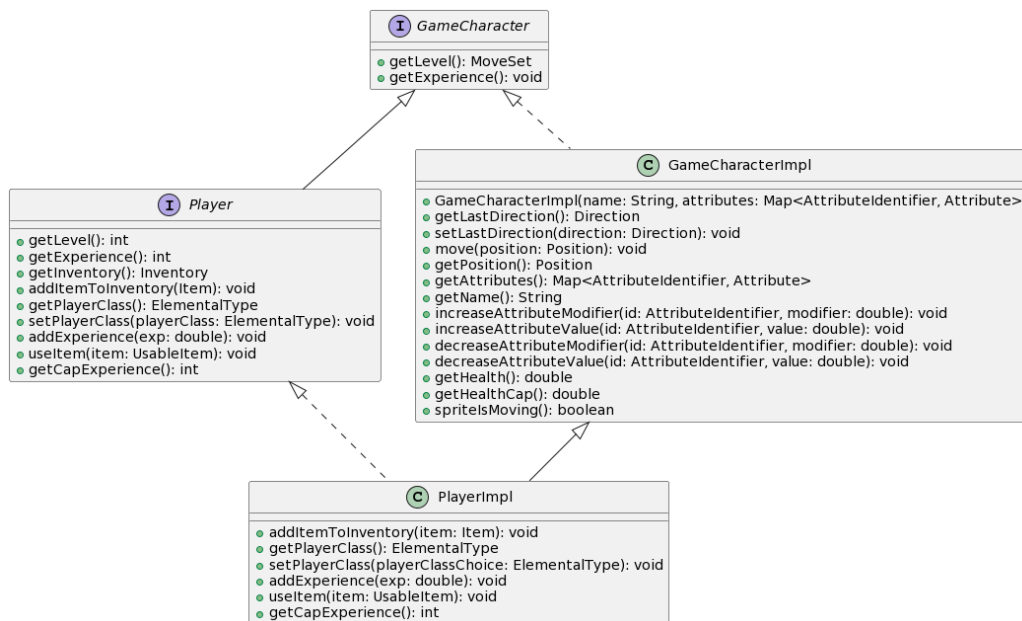 I GameCharacter
getLevel(): MoveSet
getExperience(): void
I Player
getLevel(): int
getExperience(): int
getInventory(): Inventory
addItemToInventory(Item): void
getPlayerClass(): ElementalType
setPlayerClass(playerClass: ElementalType): void
addExperience(exp: double): void
useItem(item: UsableItem): void
getCapExperience(): int
C GameCharacterImpl
GameCharacterImpl(name: String, attributes: Map<AttributeIdentifier, Attribute>
getLastDirection(): Direction
setLastDirection(direction: Direction): void
move(position: Position): void
getPosition(): Position
getAttributes(): Map<AttributeIdentifier, Attribute>
getName(): String
increaseAttributeModifier(id: AttributeIdentifier, modifier: double): void
increaseAttributeValue(id: AttributeIdentifier, value: double): void
decreaseAttributeModifier(id: AttributeIdentifier, modifier: double): void
decreaseAttributeValue(id: AttributeIdentifier, value: double): void
getHealth(): double
getHealthCap(): double
spriteIsMoving(): boolean
C PlayerImpl
addItemToInventory(item: Item): void
getPlayerClass(): ElementalType
setPlayerClass(playerClassChoice: ElementalType): void
addExperience(exp: double): void
useItem(item: UsableItem): void
getCapExperience(): int